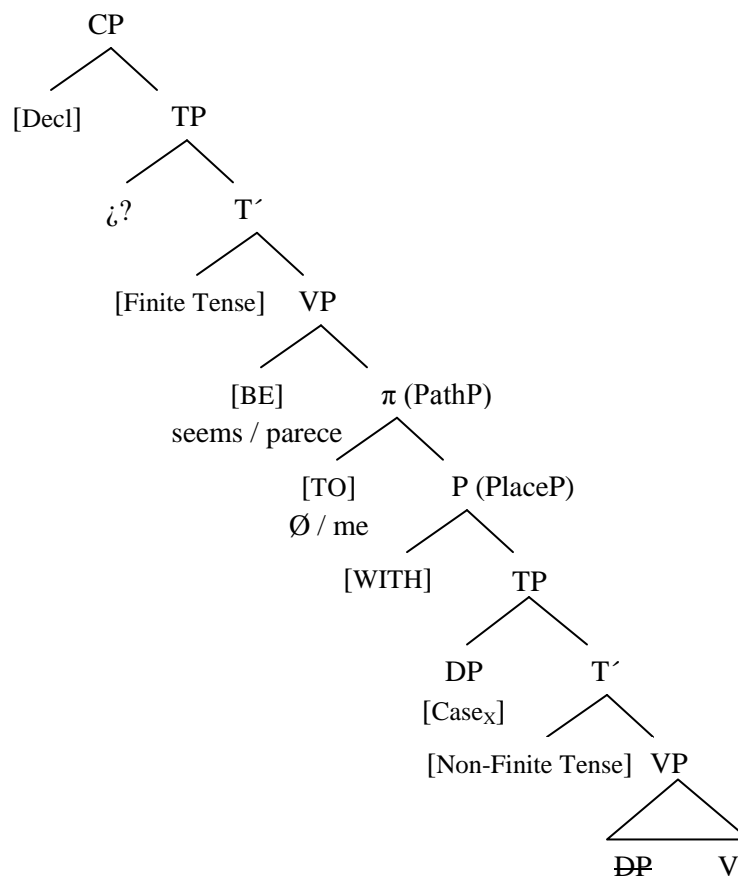 CP
[Decl] TP
¿? T´
[Finite Tense] VP
[BE] π (PathP)
seems / parece
[TO] P (PlaceP)
Ø / me
[WITH] TP
DP T´
[CaseX]
[Non-Finite Tense] VP
DP V